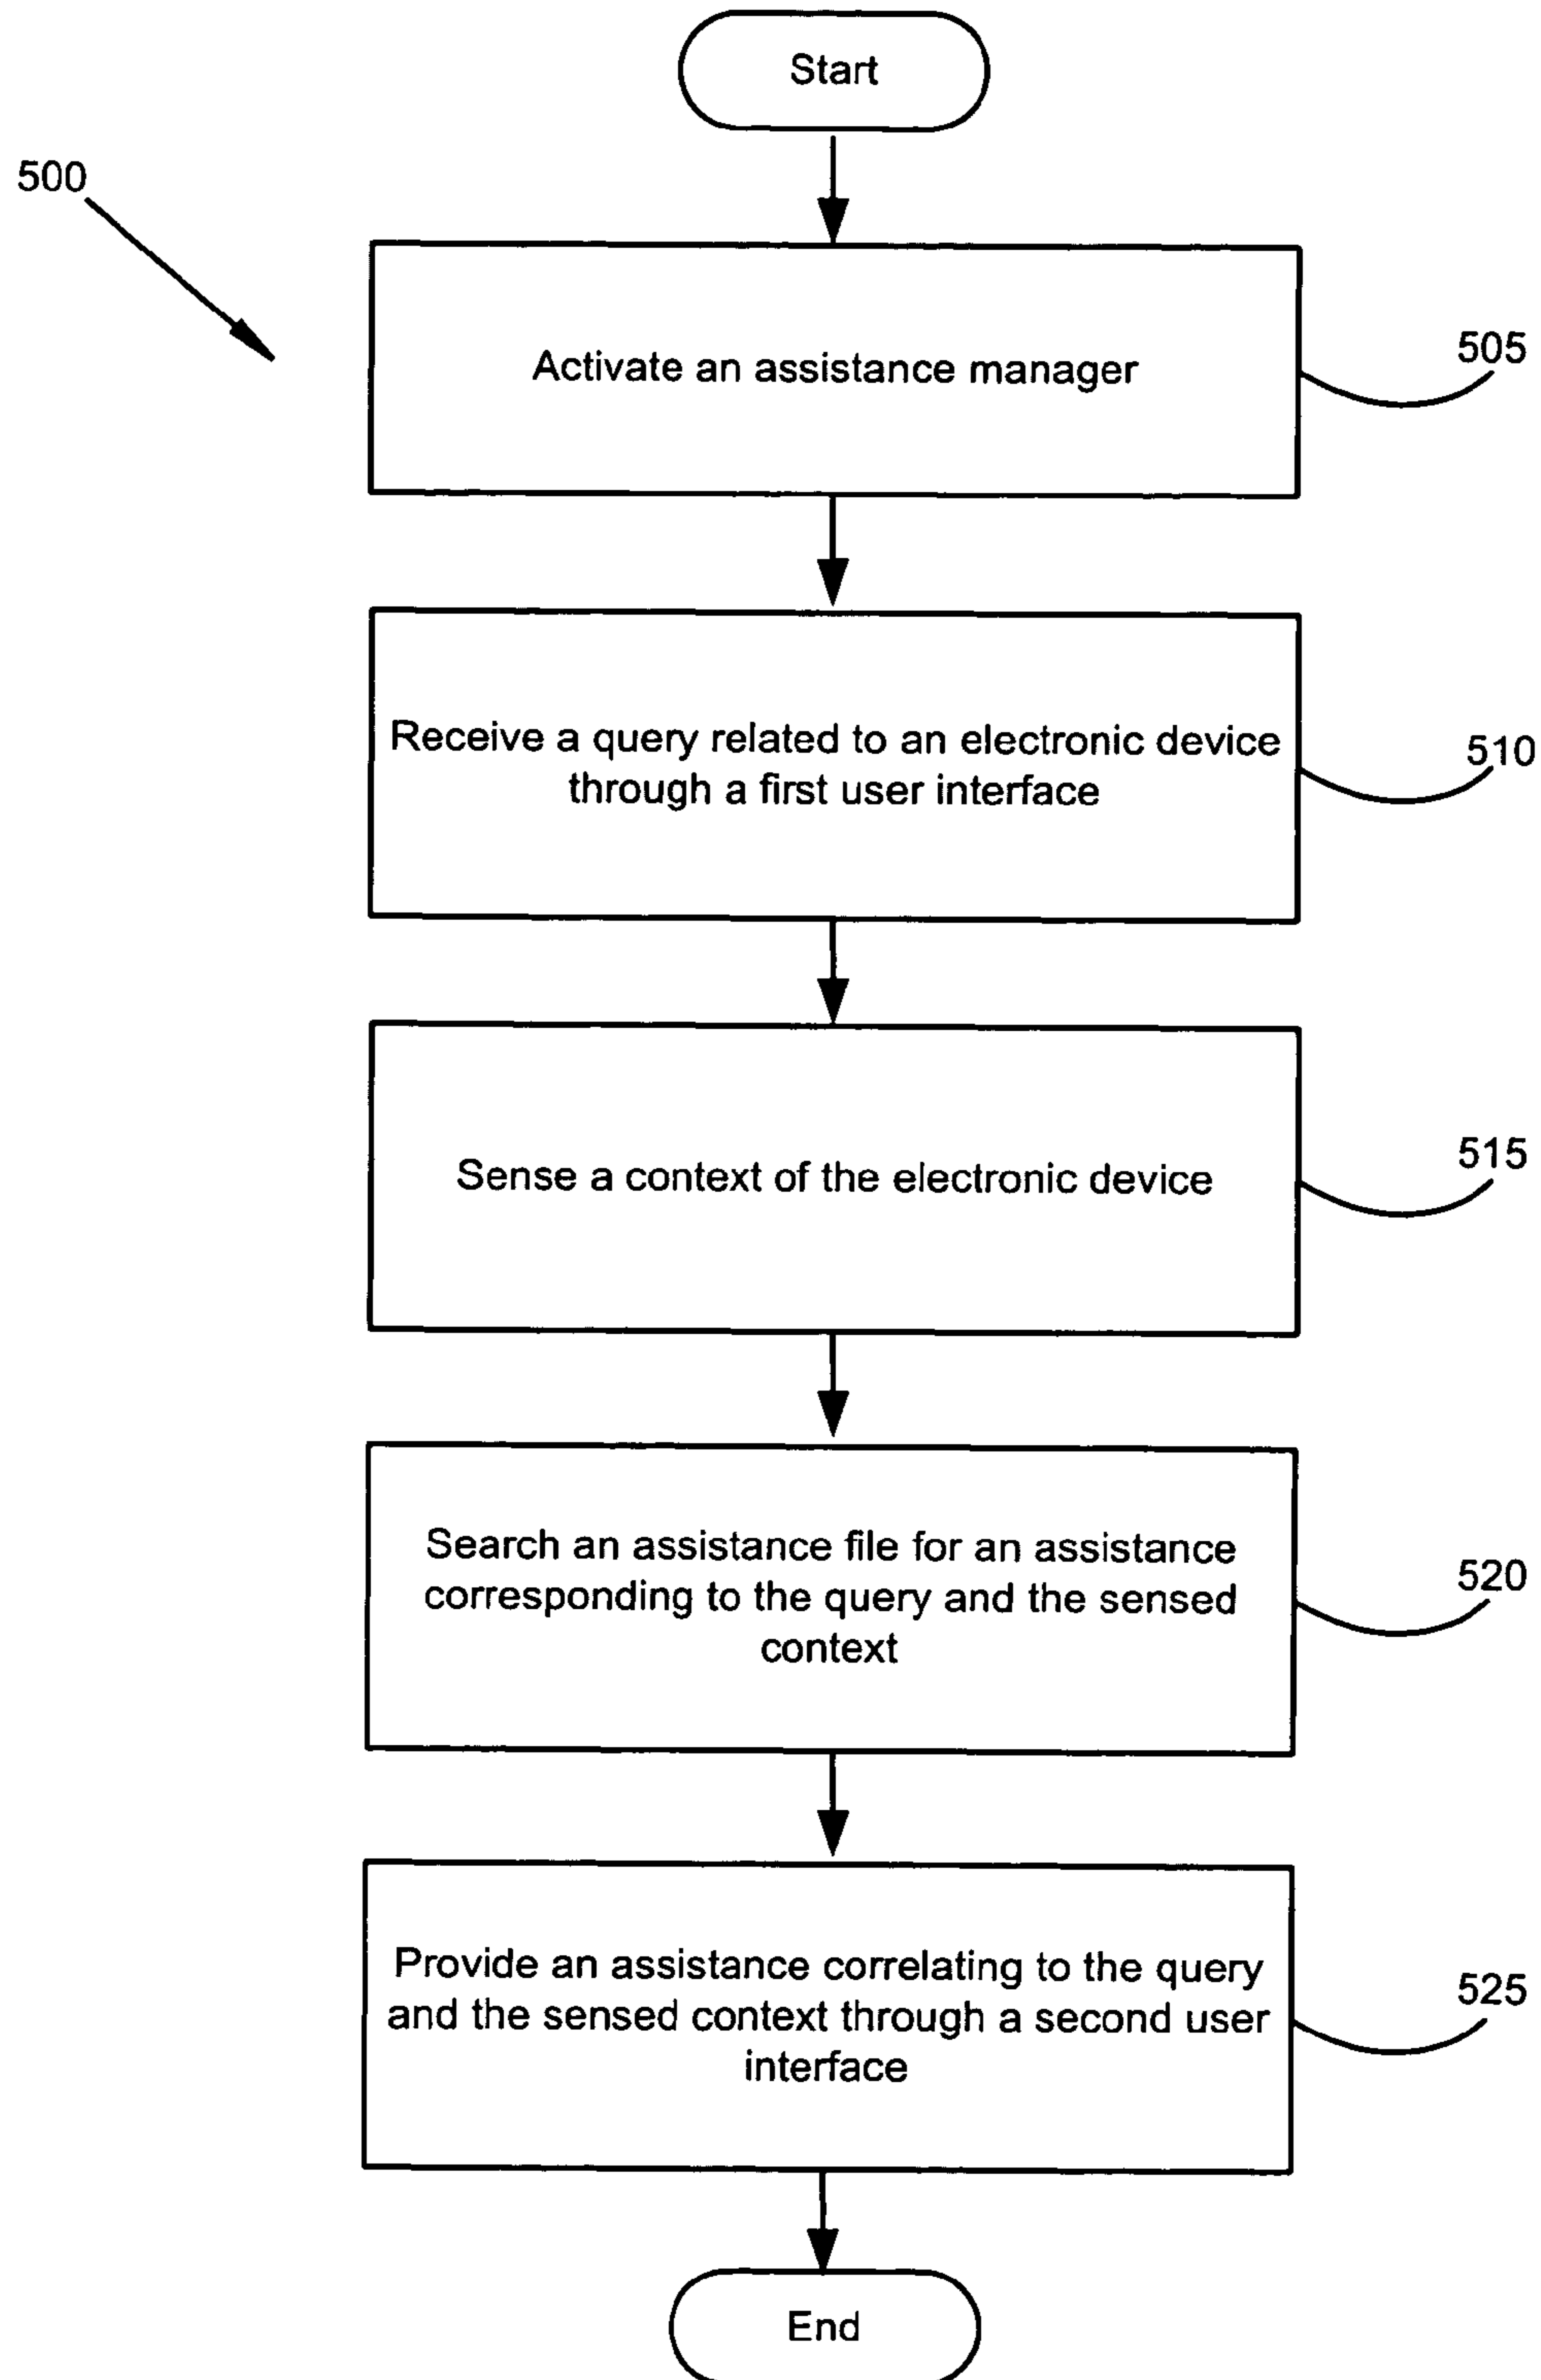 Start
500
Activate an assistance manager
505
Receive a query related to an electronic device
through a first user interface
510
Sense a context of the electronic device
515
Search an assistance file for an assistance
corresponding to the query and the sensed
context
520
Provide an assistance correlating to the query
and the sensed context through a second user
interface
525
End